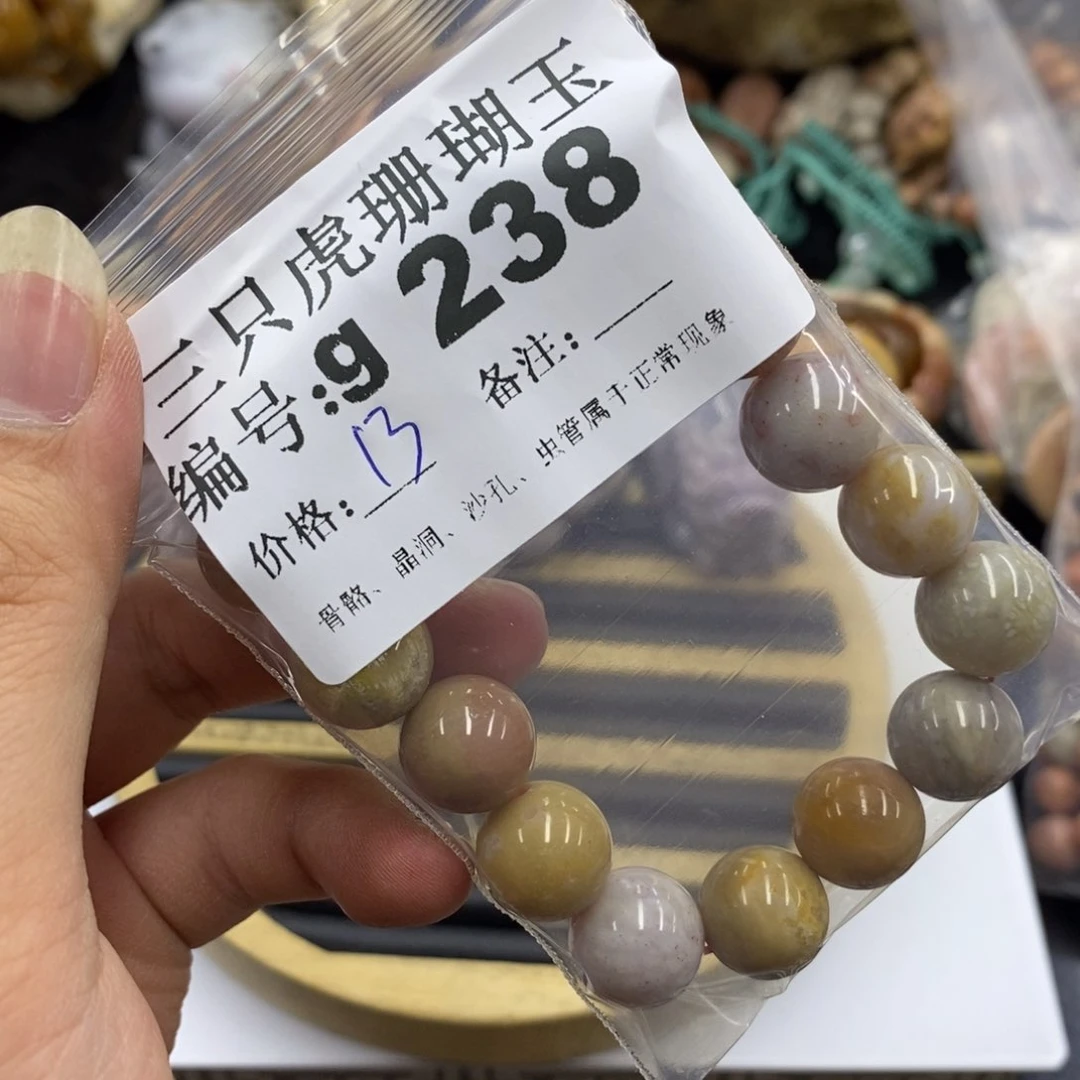 三只虎珊瑚玉
编号:g 238
价格: 13 备注:
骨骼、晶洞、沙孔、虫管属于正常现象